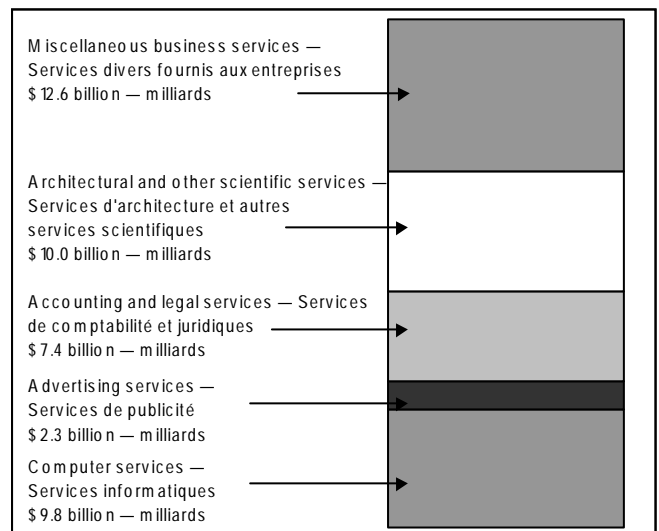 Miscellaneous business services —
Services divers fournis aux entreprises
$12.6 billion — milliards
Architectural and other scientific services —
Services d'architecture et autres
services scientifiques
$10.0 billion — milliards
Accounting and legal services — Services
de comptabilité et juridiques
$7.4 billion — milliards
Advertising services —
Services de publicité
$2.3 billion — milliards
Computer services —
Services informatiques
$9.8 billion — milliards